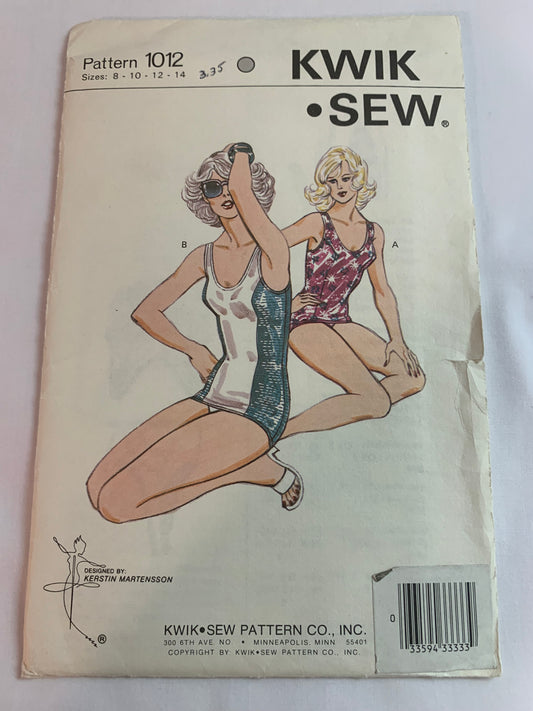 Pattern 1012
Sizes: 8 - 10 - 12 - 14
3.35
KWIK
•SEW®
B
A
DESIGNED BY:
KERSTIN MARTENSSON
®
KWIK•SEW PATTERN CO., INC.
300 6TH AVE. NO. • MINNEAPOLIS, MINN 55401
COPYRIGHT BY: KWIK•SEW PATTERN CO., INC.
0
33594 33333